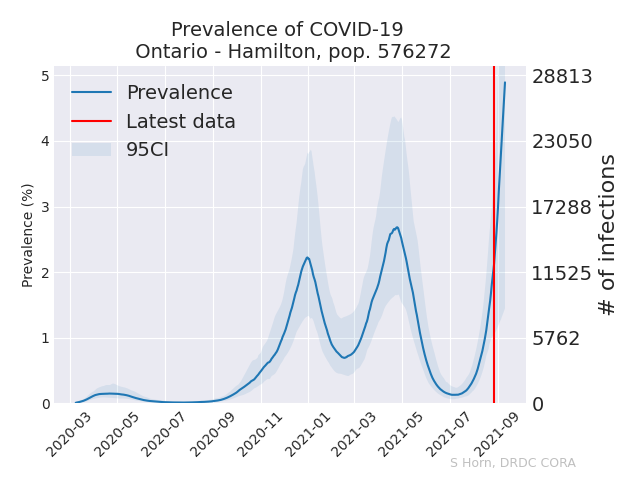 Prevalence of COVID-19
Ontario - Hamilton, pop. 576272
Prevalence
Latest data
95CI
Prevalence (%)
5
4
3
2
1
0
28813
23050
17288
11525
5762
0
# of infections
2020-03
2020-05
2020-07
2020-09
2020-11
2021-01
2021-03
2021-05
2021-07
2021-09
S Horn, DRDC CORA